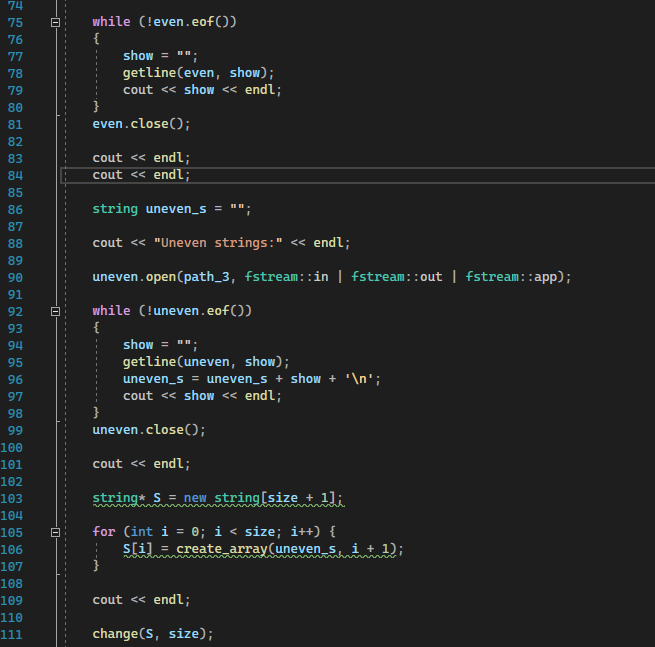 74
75 while (!even.eof())
76 {
77 show = "";
78 getline(even, show);
79 cout << show << endl;
80 }
81 even.close();
82
83 cout << endl;
84 cout << endl;
85
86 string uneven_s = "";
87
88 cout << "Uneven strings:" << endl;
89
90 uneven.open(path_3, fstream::in | fstream::out | fstream::app);
91
92 while (!uneven.eof())
93 {
94 show = "";
95 getline(uneven, show);
96 uneven_s = uneven_s + show + '\n';
97 cout << show << endl;
98 }
99 uneven.close();
100
101 cout << endl;
102
103 string* S = new string[size + 1];
104
105 for (int i = 0; i < size; i++) {
106 S[i] = create_array(uneven_s, i + 1);
107 }
108
109 cout << endl;
110
111 change(S, size);